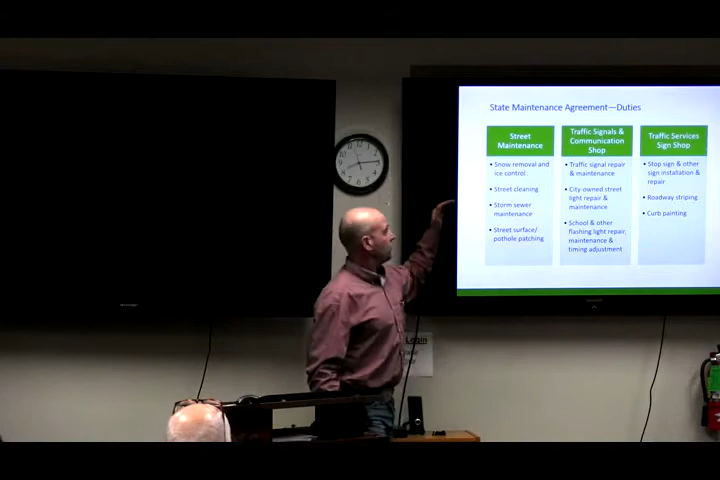 State Maintenance Agreement—Duties
Street
Maintenance
• Snow removal and
ice control
• Street cleaning
• Storm sewer
maintenance
• Street surface/
pothole patching
Traffic Signals &
Communication
Shop
• Traffic signal repair
& maintenance
• City-owned street
light repair &
maintenance
• School & other
flashing light repair,
maintenance &
timing adjustment
Traffic Services
Sign Shop
• Stop sign & other
sign installation &
repair
• Roadway striping
• Curb painting
Login